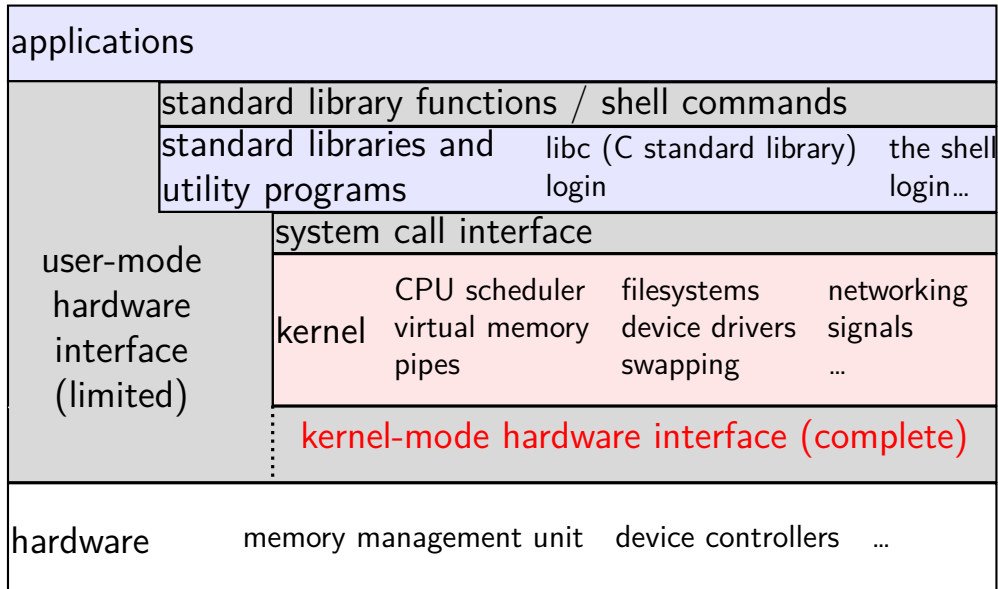 applications
standard library functions / shell commands
standard libraries and
utility programs
libc (C standard library)
login
the shell
login…
system call interface
user-mode
hardware
interface
(limited)
kernel
CPU scheduler
virtual memory
pipes
filesystems
device drivers
swapping
networking
signals
…
kernel-mode hardware interface (complete)
hardware
memory management unit
device controllers
…